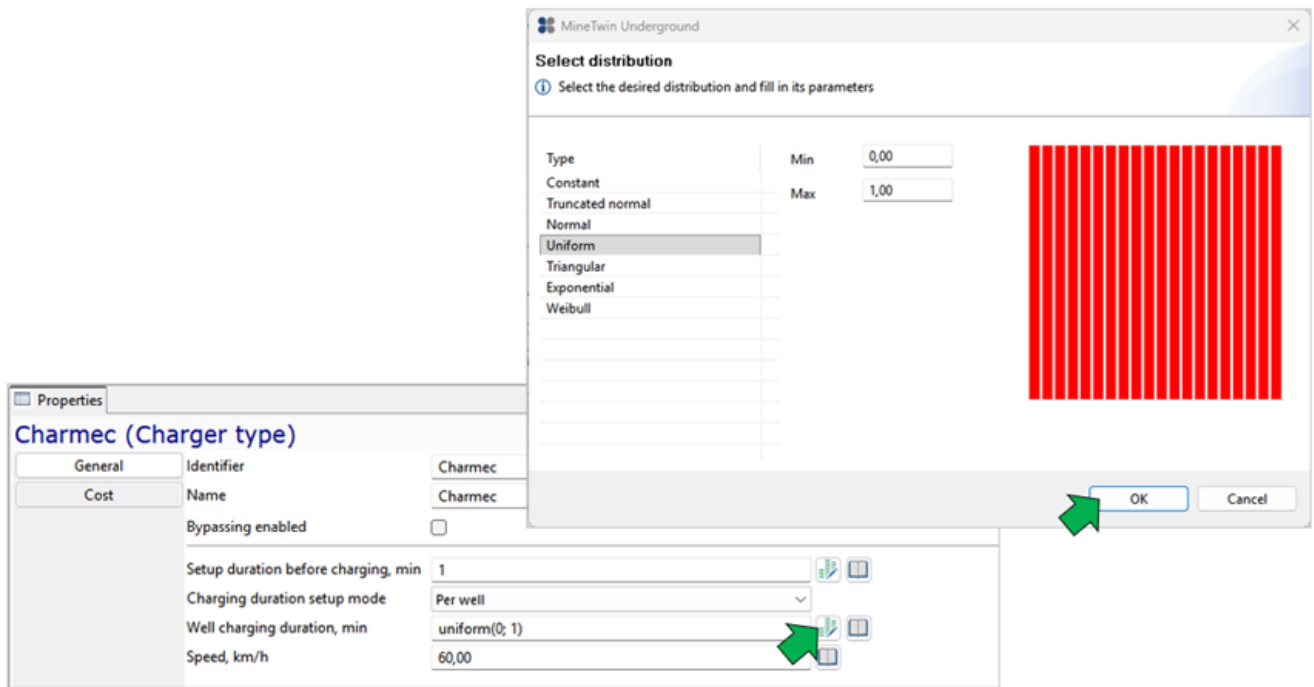 MineTwin Underground
Select distribution
Select the desired distribution and fill in its parameters
Type
Constant
Truncated normal
Normal
Uniform
Triangular
Exponential
Weibull
Min 0,00
Max 1,00
OK Cancel
Properties
Charmec (Charger type)
General
Cost
Identifier Charmec
Name Charmec
Bypassing enabled
Setup duration before charging, min 1
Charging duration setup mode Per well
Well charging duration, min uniform(0; 1)
Speed, km/h 60,00